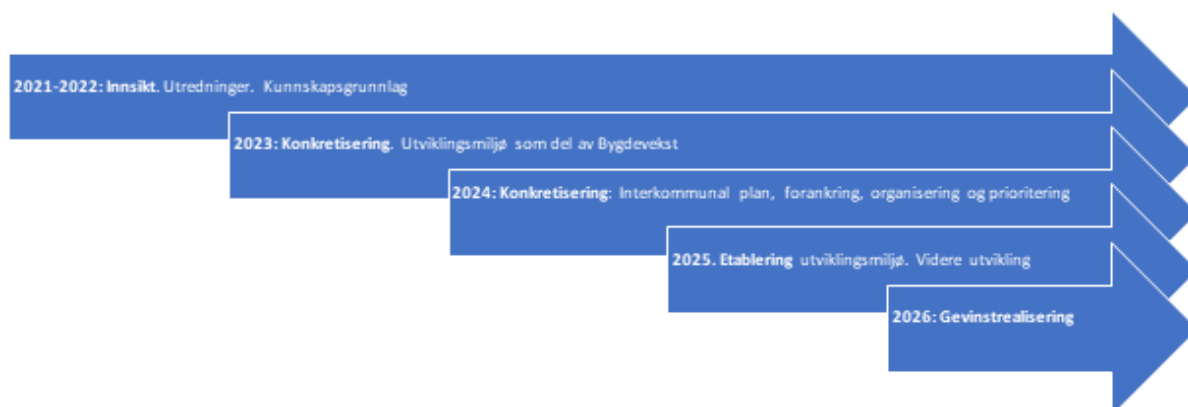 2021-2022: Innsikt. Utredninger. Kunnskapsgrunnlag
2023: Konkretisering. Utviklingsmiljø som del av Bygdevekst
2024: Konkretisering: Interkommunal plan, forankring, organisering og prioritering
2025. Etablering utviklingsmiljø. Videre utvikling
2026: Gevinstrealisering